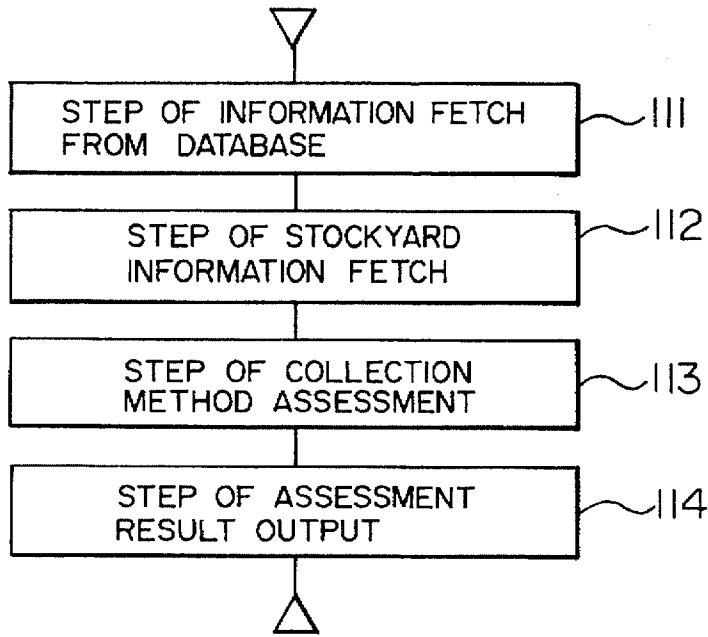 STEP OF INFORMATION FETCH
FROM DATABASE
111
STEP OF STOCKYARD
INFORMATION FETCH
112
STEP OF COLLECTION
METHOD ASSESSMENT
113
STEP OF ASSESSMENT
RESULT OUTPUT
114